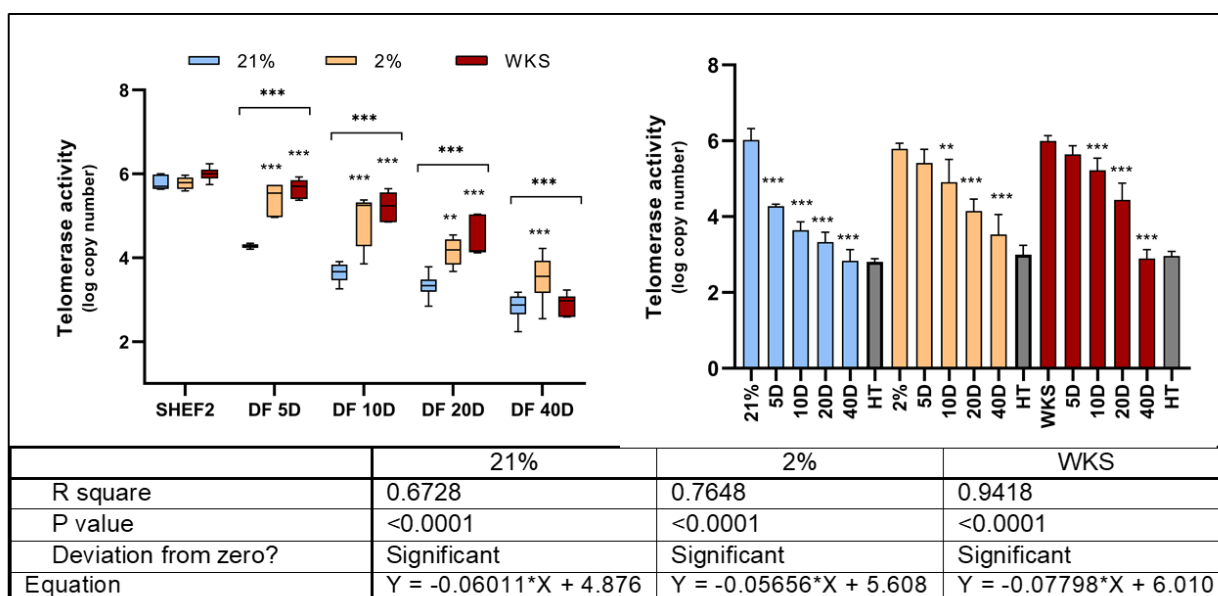 21% 2% WKS
Telomerase activity
(log copy number)
8
6
4
2
***
***
***
***
***
***
***
***
**
***
***
***
SHEF2 DF 5D DF 10D DF 20D DF 40D
Telomerase activity
(log copy number)
8
6
4
2
0
***
***
***
***
**
***
***
***
***
***
21% 5D 10D 20D 40D HT 2% 5D 10D 20D 40D HT WKS 5D 10D 20D 40D HT
21% 2% WKS
R square 0.6728 0.7648 0.9418
P value <0.0001 <0.0001 <0.0001
Deviation from zero? Significant Significant Significant
Equation Y = -0.06011*X + 4.876 Y = -0.05656*X + 5.608 Y = -0.07798*X + 6.010